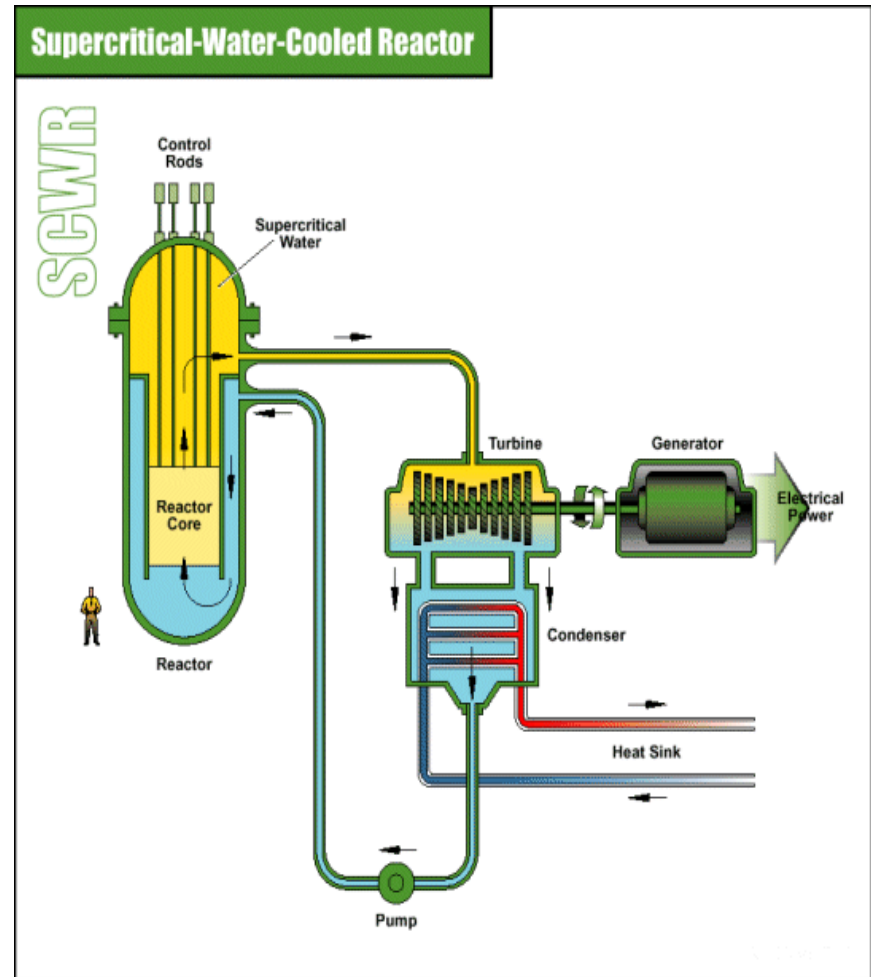 Supercritical-Water-Cooled Reactor
SCWR
Control
Rods
Supercritical
Water
Turbine
Generator
Electrical
Power
Reactor
Core
Condenser
Reactor
Heat Sink
Pump